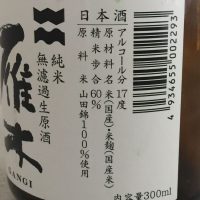 日本酒
アルコール分 17度
原材料名 米(国産)・米麹(国産米)
精米歩合 60%
原料米 山田錦100%使用
純米
無濾過生原酒
雁木
GANGI
内容量300ml
4934655002293